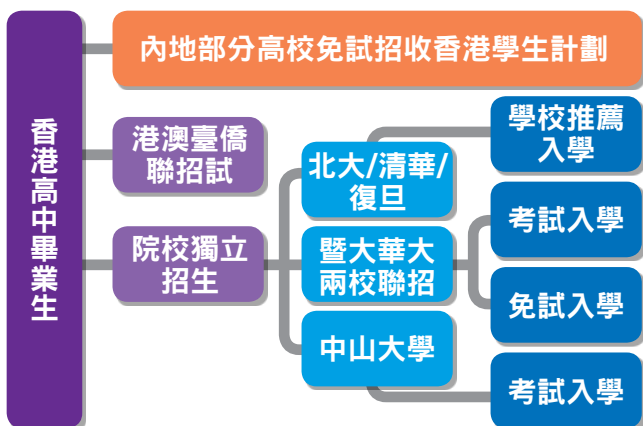 香港高中畢業生
內地部分高校免試招收香港學生計劃
港澳臺僑
聯招試
院校獨立
招生
北大/清華/
復旦
暨大華大
兩校聯招
中山大學
學校推薦
入學
考試入學
免試入學
考試入學